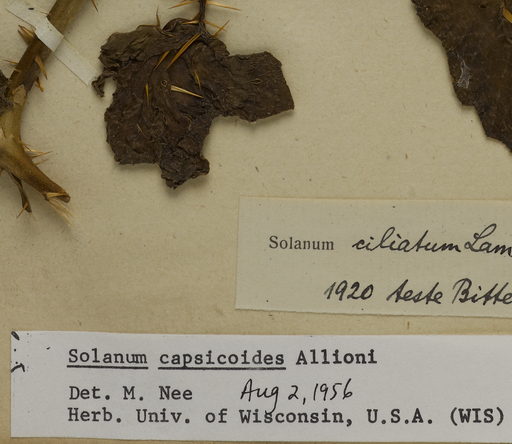 Solanum ciliatum Lam
1920 teste Bitte
Solanum capsicoides Allioni
Det. M. Nee Aug 2, 1956
Herb. Univ. of Wisconsin, U.S.A. (WIS)